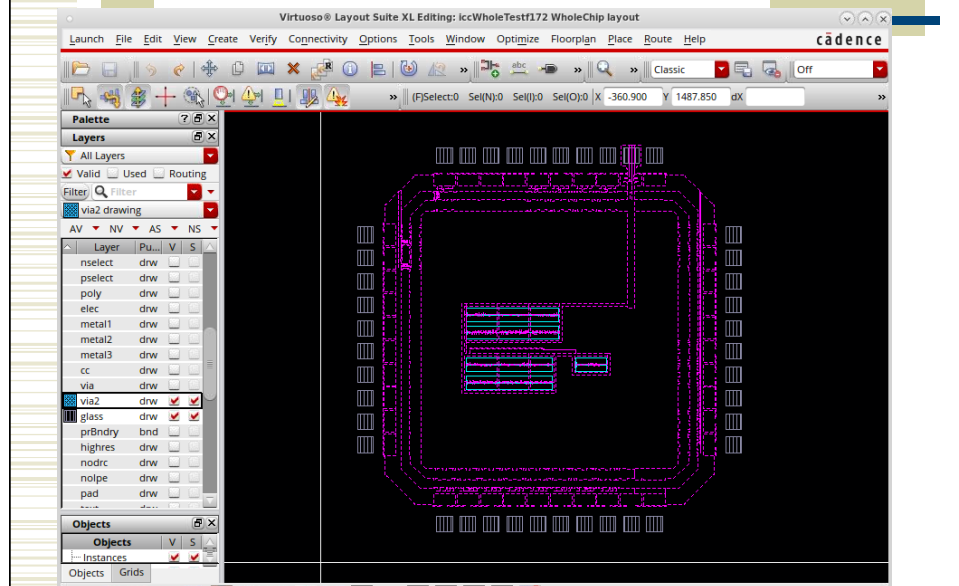 Virtuoso® Layout Suite XL Editing: iccWholeTestf172 WholeChip layout
Launch File Edit View Create Verify Connectivity Options Tools Window Optimize Floorplan Place Route Help cādence
R » abc » » Classic Off
» (F)Select:0 Sel(N):0 Sel(I):0 Sel(O):0 X -360.900 Y 1487.850 dX »
Palette
Layers
All Layers
Valid Used Routing
Filter Filter
via2 drawing
AV NV AS NS
Layer Pu... V S
nselect drw
pselect drw
poly drw
elec drw
metal1 drw
metal2 drw
metal3 drw
cc drw
via drw
via2 drw
glass drw
prBndry bnd
highres drw
nodrc drw
nolpe drw
pad drw
Objects
Objects V S
Instances
Objects Grids